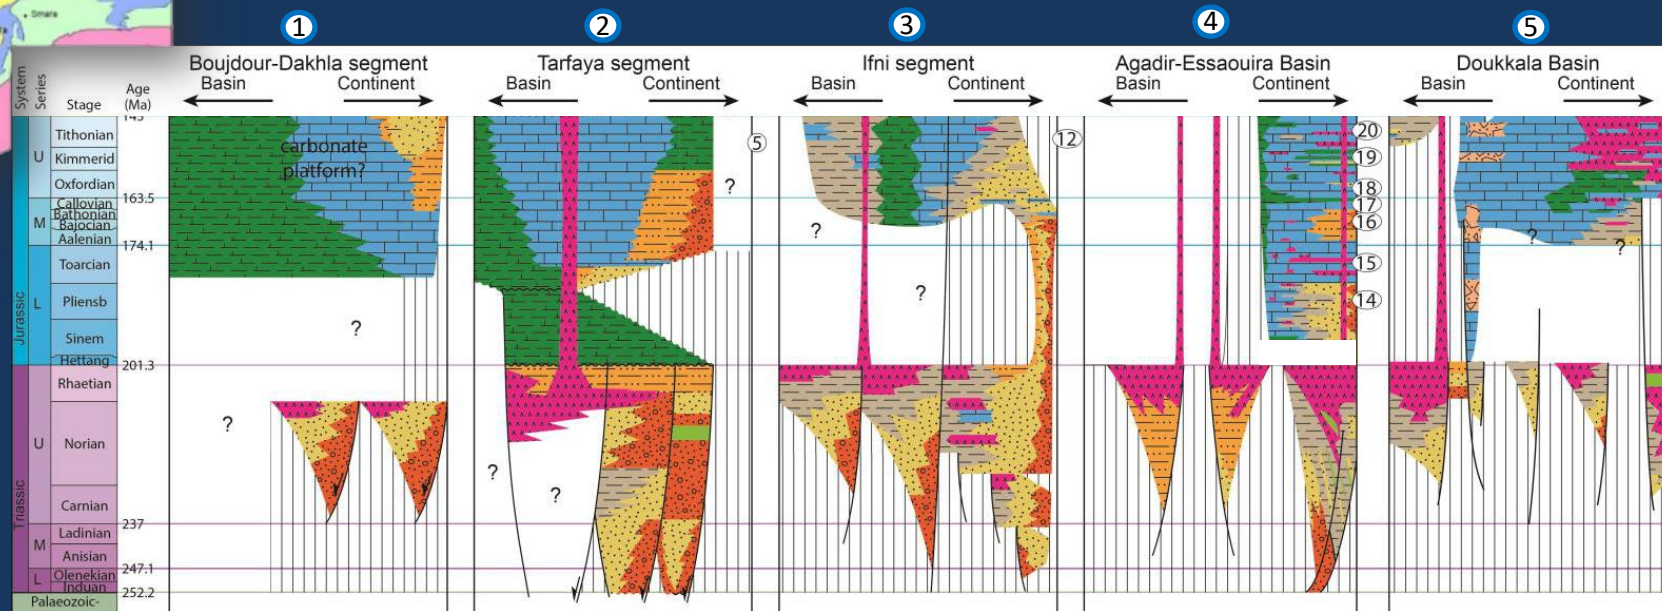 Smara
1
2
3
4
5
Boujdour-Dakhla segment
Basin
Continent
Tarfaya segment
Basin
Continent
Ifni segment
Basin
Continent
Agadir-Essaouira Basin
Basin
Continent
Doukkala Basin
Basin
Continent
System
Series
Stage
Age
(Ma)
Jurassic
U
Tithonian
Kimmerid
Oxfordian
163.5
M
Callovian
Bathonian
Bajocian
Aalenian
174.1
L
Toarcian
Pliensb
Sinem
Hettang
201.3
Triassic
U
Rhaetian
Norian
Carnian
237
M
Ladinian
Anisian
247.1
L
Olenekian
Induan
252.2
Palaeozoic-
carbonate
platform?
?
?
5
?
?
?
12
?
?
20
19
18
17
16
15
14
?
?